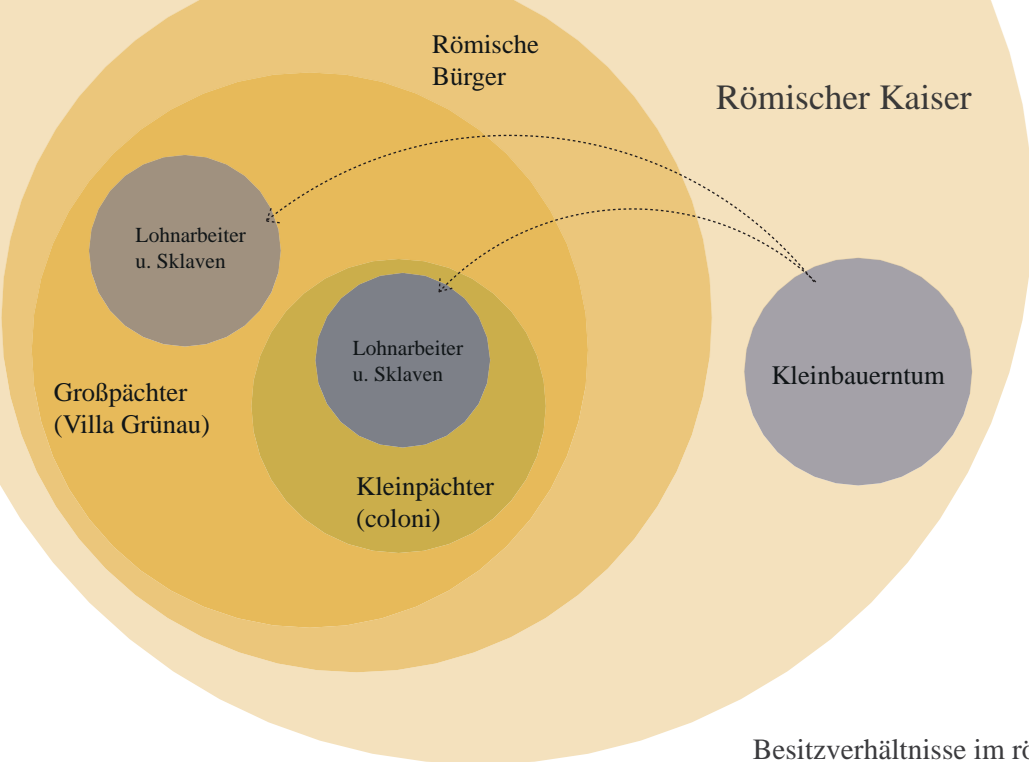 Römische
Bürger
Römischer Kaiser
Lohnarbeiter
u. Sklaven
Lohnarbeiter
u. Sklaven
Kleinbauerntum
Großpächter
(Villa Grünau)
Kleinpächter
(coloni)
Besitzverhältnisse im